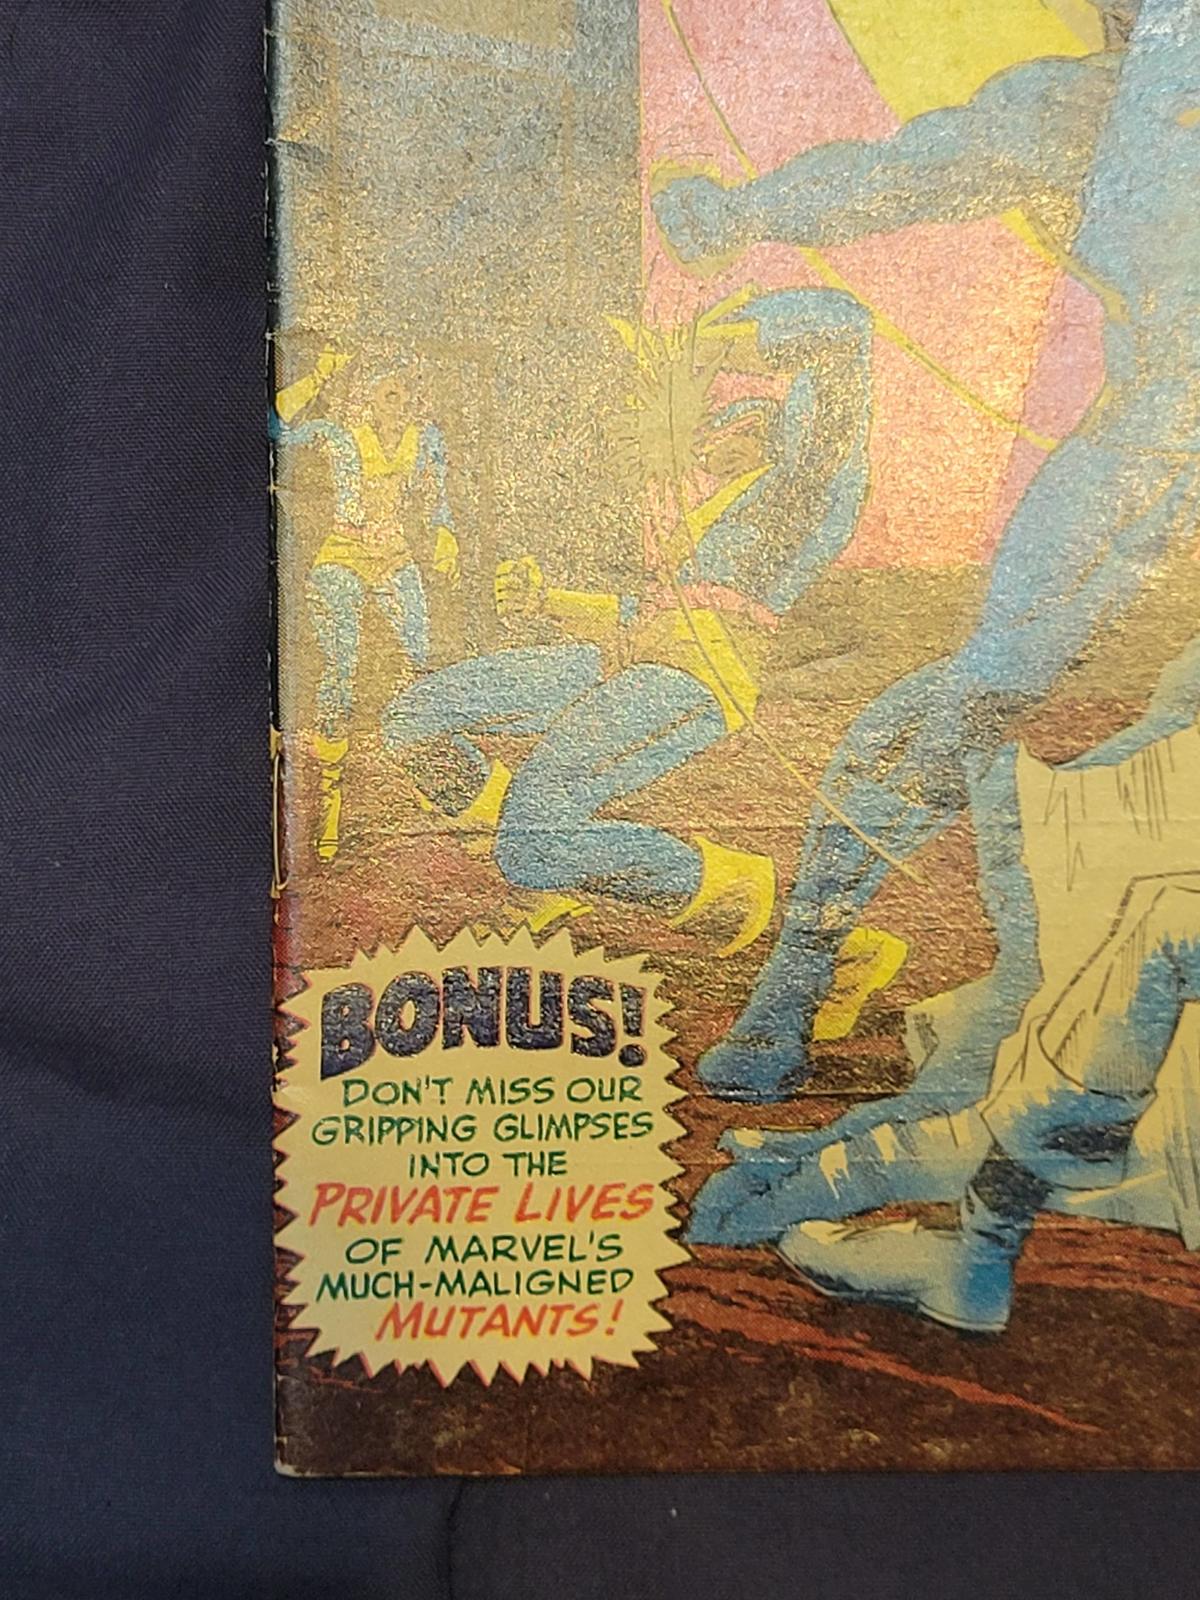 BONUS!
DON'T MISS OUR
GRIPPING GLIMPSES
INTO THE
PRIVATE LIVES
OF MARVEL'S
MUCH-MALIGNED
MUTANTS!